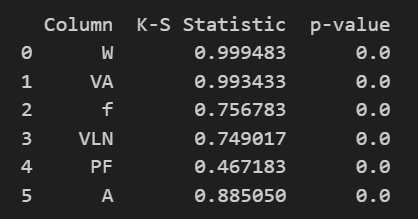 Column K-S Statistic p-value
0 W 0.999483 0.0
1 VA 0.993433 0.0
2 f 0.756783 0.0
3 VLN 0.749017 0.0
4 PF 0.467183 0.0
5 A 0.885050 0.0